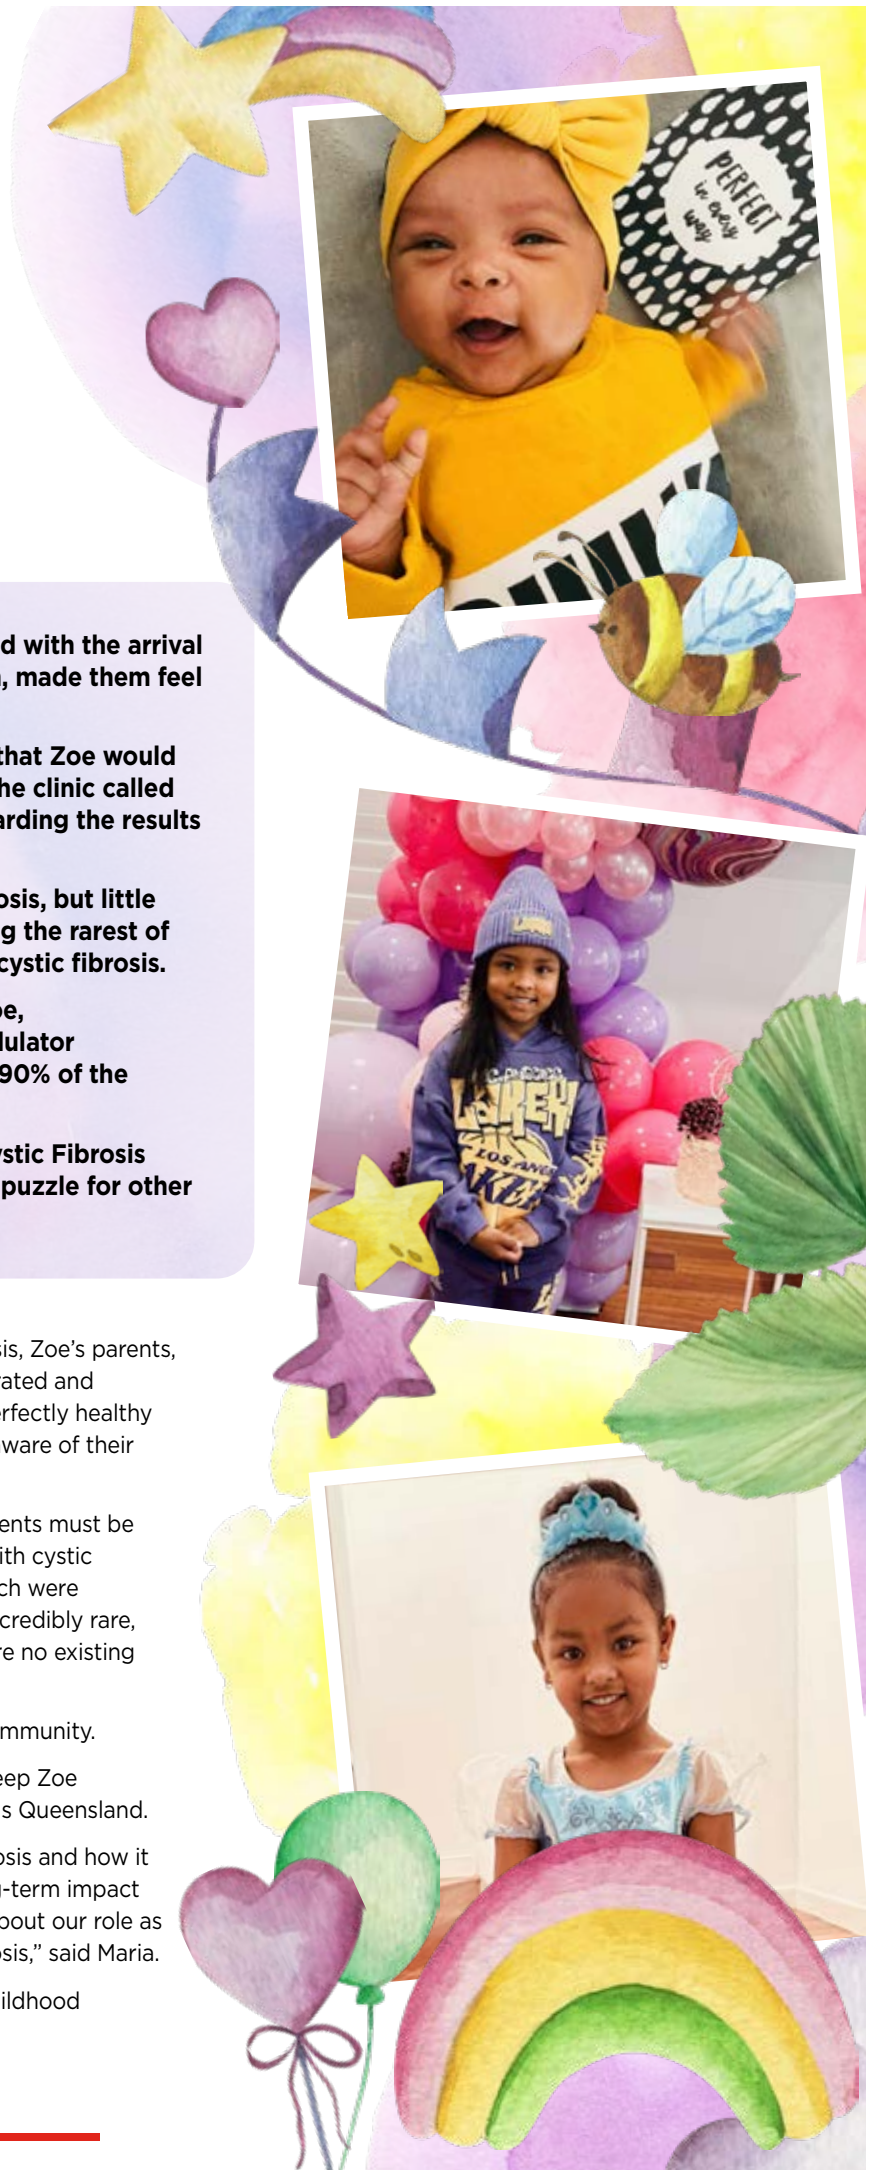 PERFECT
in every
way
d with the arrival
, made them feel
that Zoe would
he clinic called
arding the results
osis, but little
g the rarest of
cystic fibrosis.
oe,
dulator
90% of the
ystic Fibrosis
puzzle for other
LOS ANGE
sis, Zoe’s parents,
rated and
erfectly healthy
ware of their
ents must be
ith cystic
ch were
credibly rare,
re no existing
mmunity.
eep Zoe
is Queensland.
osis and how it
g-term impact
bout our role as
osis,” said Maria.
ildhood